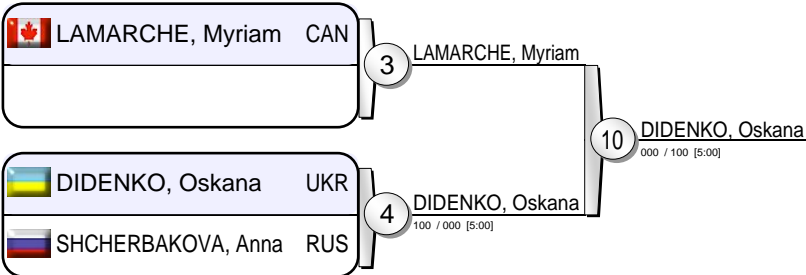 LAMARCHE, Myriam CAN
3
LAMARCHE, Myriam
10
DIDENKO, Oskana
000 / 100 [5:00]
DIDENKO, Oskana UKR
4
DIDENKO, Oskana
100 / 000 [5:00]
SHCHERBAKOVA, Anna RUS